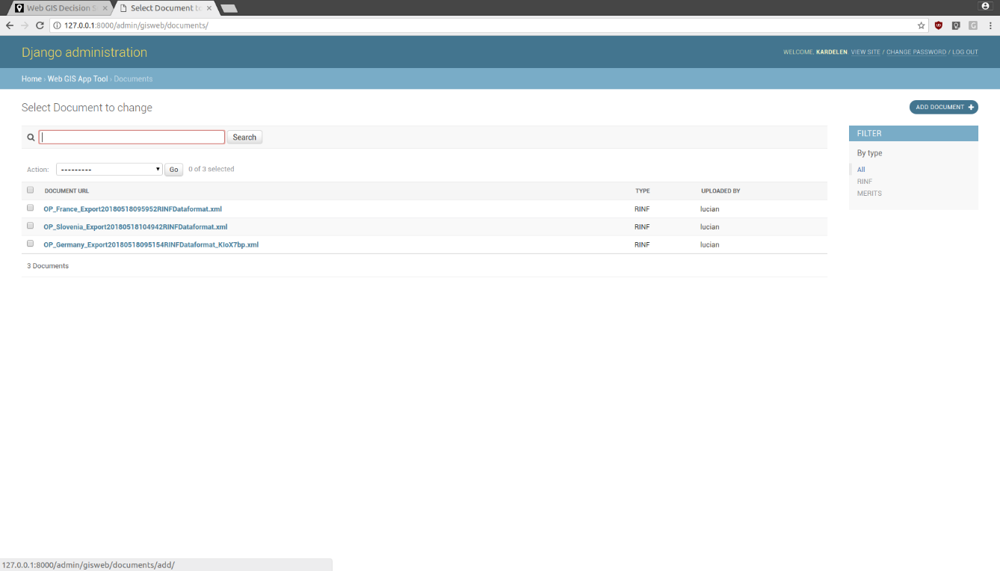 Web GIS Decision S
Select Document to
127.0.0.1:8000/admin/gisweb/documents/
Django administration
WELCOME, KARDELEN. VIEW SITE / CHANGE PASSWORD / LOG OUT
Home › Web GIS App Tool › Documents
Select Document to change
ADD DOCUMENT +
Search
FILTER
By type
All
RINF
MERITS
Action: --------- Go 0 of 3 selected
DOCUMENT URL TYPE UPLOADED BY
OP_France_Export20180518095952RINFDataformat.xml RINF lucian
OP_Slovenia_Export20180518104942RINFDataformat.xml RINF lucian
OP_Germany_Export20180518095154RINFDataformat_KIoX7bp.xml RINF lucian
3 Documents
127.0.0.1:8000/admin/gisweb/documents/add/